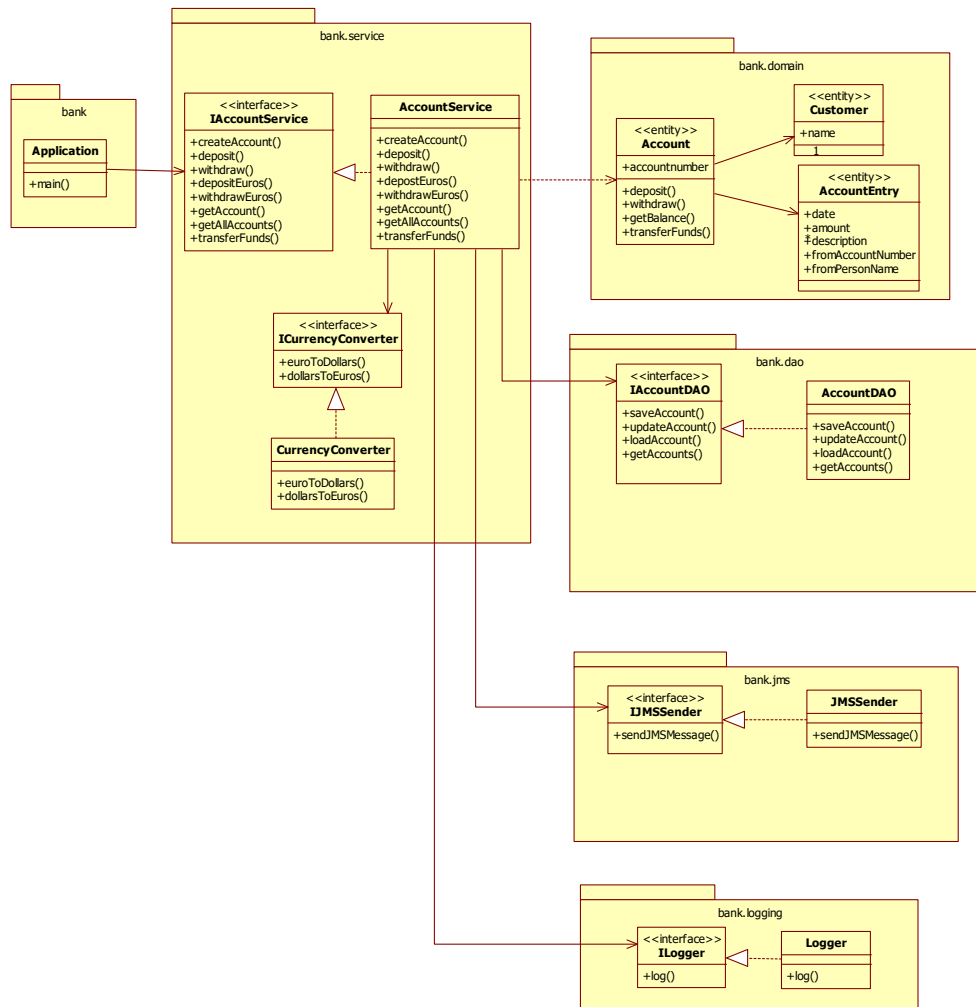 bank
Application
+main()
bank.service
<<interface>>
IAccountService
+createAccount()
+deposit()
+withdraw()
+depositEuros()
+withdrawEuros()
+getAccount()
+getAllAccounts()
+transferFunds()
AccountService
+createAccount()
+deposit()
+withdraw()
+depostEuros()
+withdrawEuros()
+getAccount()
+getAllAccounts()
+transferFunds()
<<interface>>
ICurrencyConverter
+euroToDollars()
+dollarsToEuros()
CurrencyConverter
+euroToDollars()
+dollarsToEuros()
bank.domain
<<entity>>
Account
+accountnumber
+deposit()
+withdraw()
+getBalance()
+transferFunds()
<<entity>>
Customer
+name
1
<<entity>>
AccountEntry
+date
+amount
*
+description
+fromAccountNumber
+fromPersonName
bank.dao
<<interface>>
IAccountDAO
+saveAccount()
+updateAccount()
+loadAccount()
+getAccounts()
AccountDAO
+saveAccount()
+updateAccount()
+loadAccount()
+getAccounts()
bank.jms
<<interface>>
IJMSSender
+sendJMSMessage()
JMSSender
+sendJMSMessage()
bank.logging
<<interface>>
ILogger
+log()
Logger
+log()